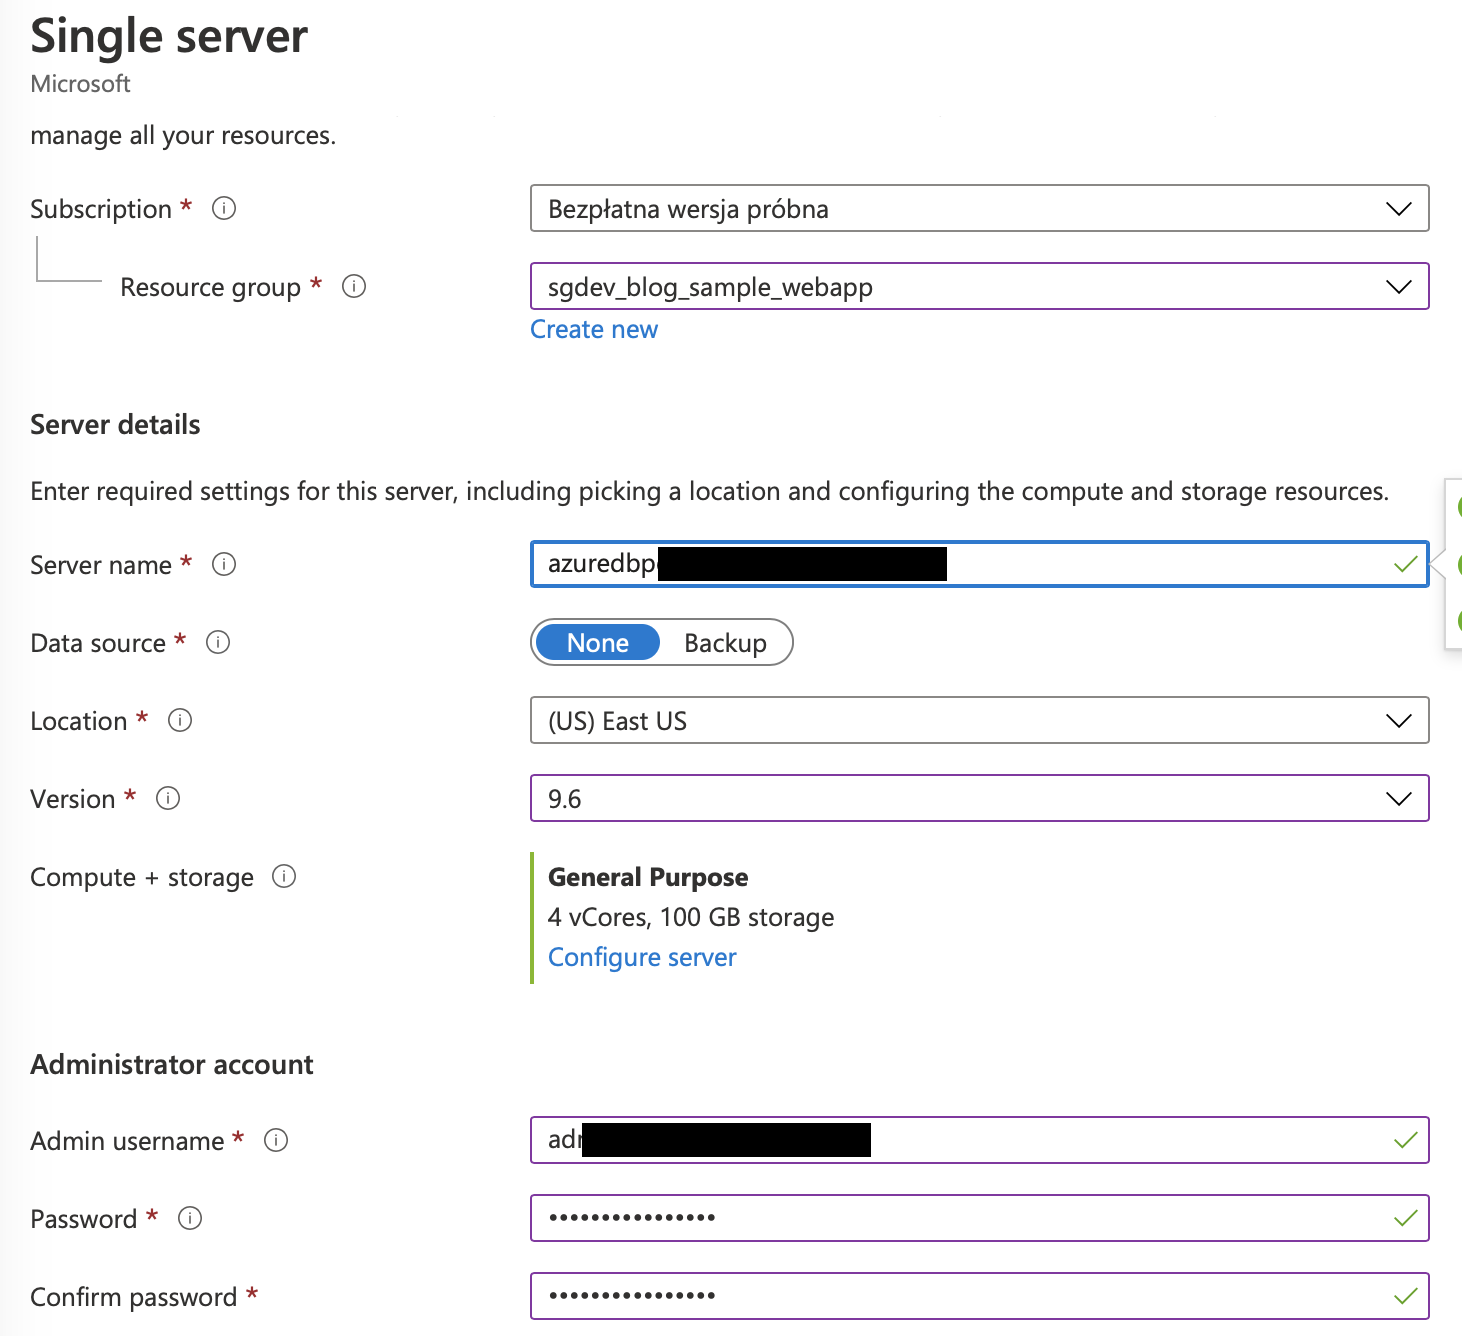 Single server
Microsoft
manage all your resources.
Subscription *
Bezpłatna wersja próbna
Resource group *
sgdev_blog_sample_webapp
Create new
Server details
Enter required settings for this server, including picking a location and configuring the compute and storage resources.
Server name *
azuredbp
Data source *
None Backup
Location *
(US) East US
Version *
9.6
Compute + storage
General Purpose
4 vCores, 100 GB storage
Configure server
Administrator account
Admin username *
Password *
••••••••••••••••
Confirm password *
••••••••••••••••